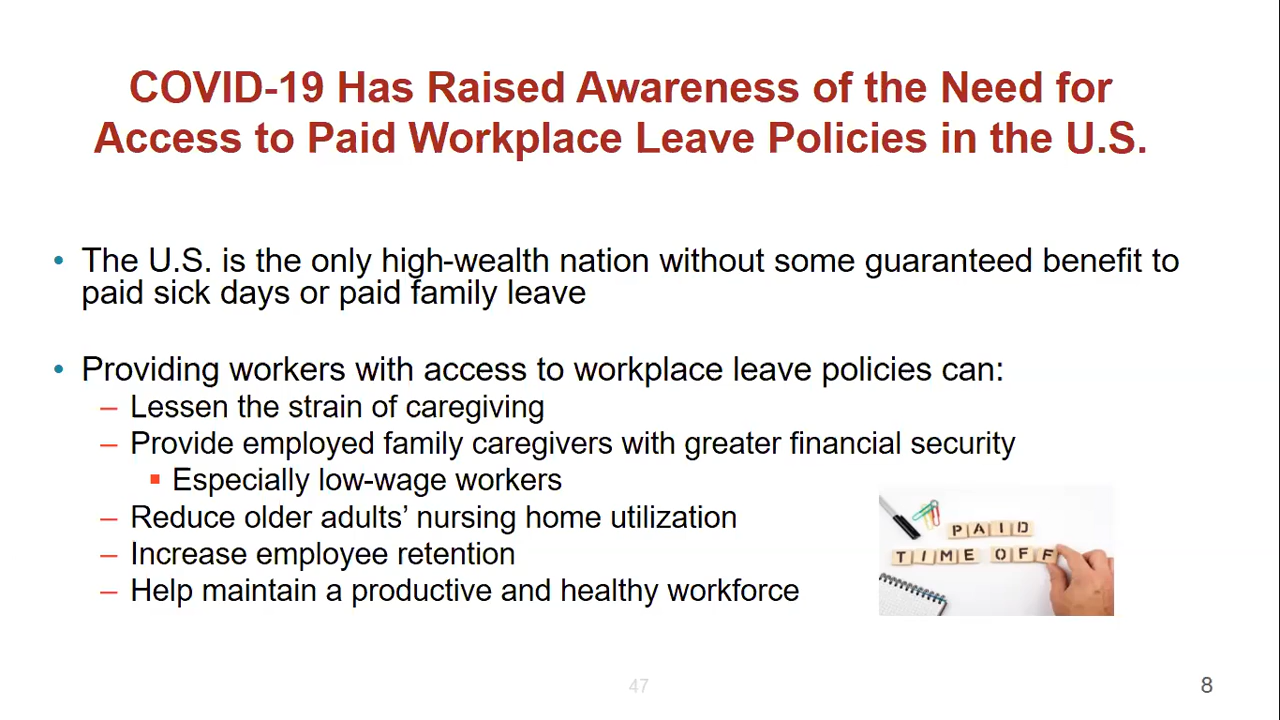 COVID-19 Has Raised Awareness of the Need for
Access to Paid Workplace Leave Policies in the U.S.
• The U.S. is the only high-wealth nation without some guaranteed benefit to
paid sick days or paid family leave
• Providing workers with access to workplace leave policies can:
– Lessen the strain of caregiving
– Provide employed family caregivers with greater financial security
▪ Especially low-wage workers
– Reduce older adults’ nursing home utilization
– Increase employee retention
– Help maintain a productive and healthy workforce
PAID
TIME OFF
47
8